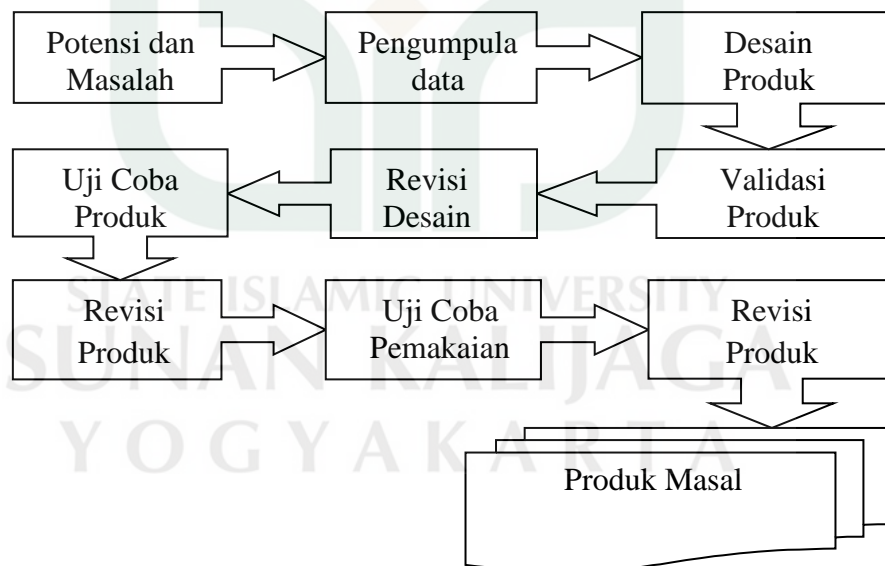 Potensi dan
Masalah
Pengumpula
data
Desain
Produk
Uji Coba
Produk
Revisi
Desain
Validasi
Produk
STATE ISLAMIC UNIVERSITY
Revisi
Produk
Uji Coba
Pemakaian
Revisi
Produk
SUNAN KALIJAGA
YOGYAKARTA
Produk Masal